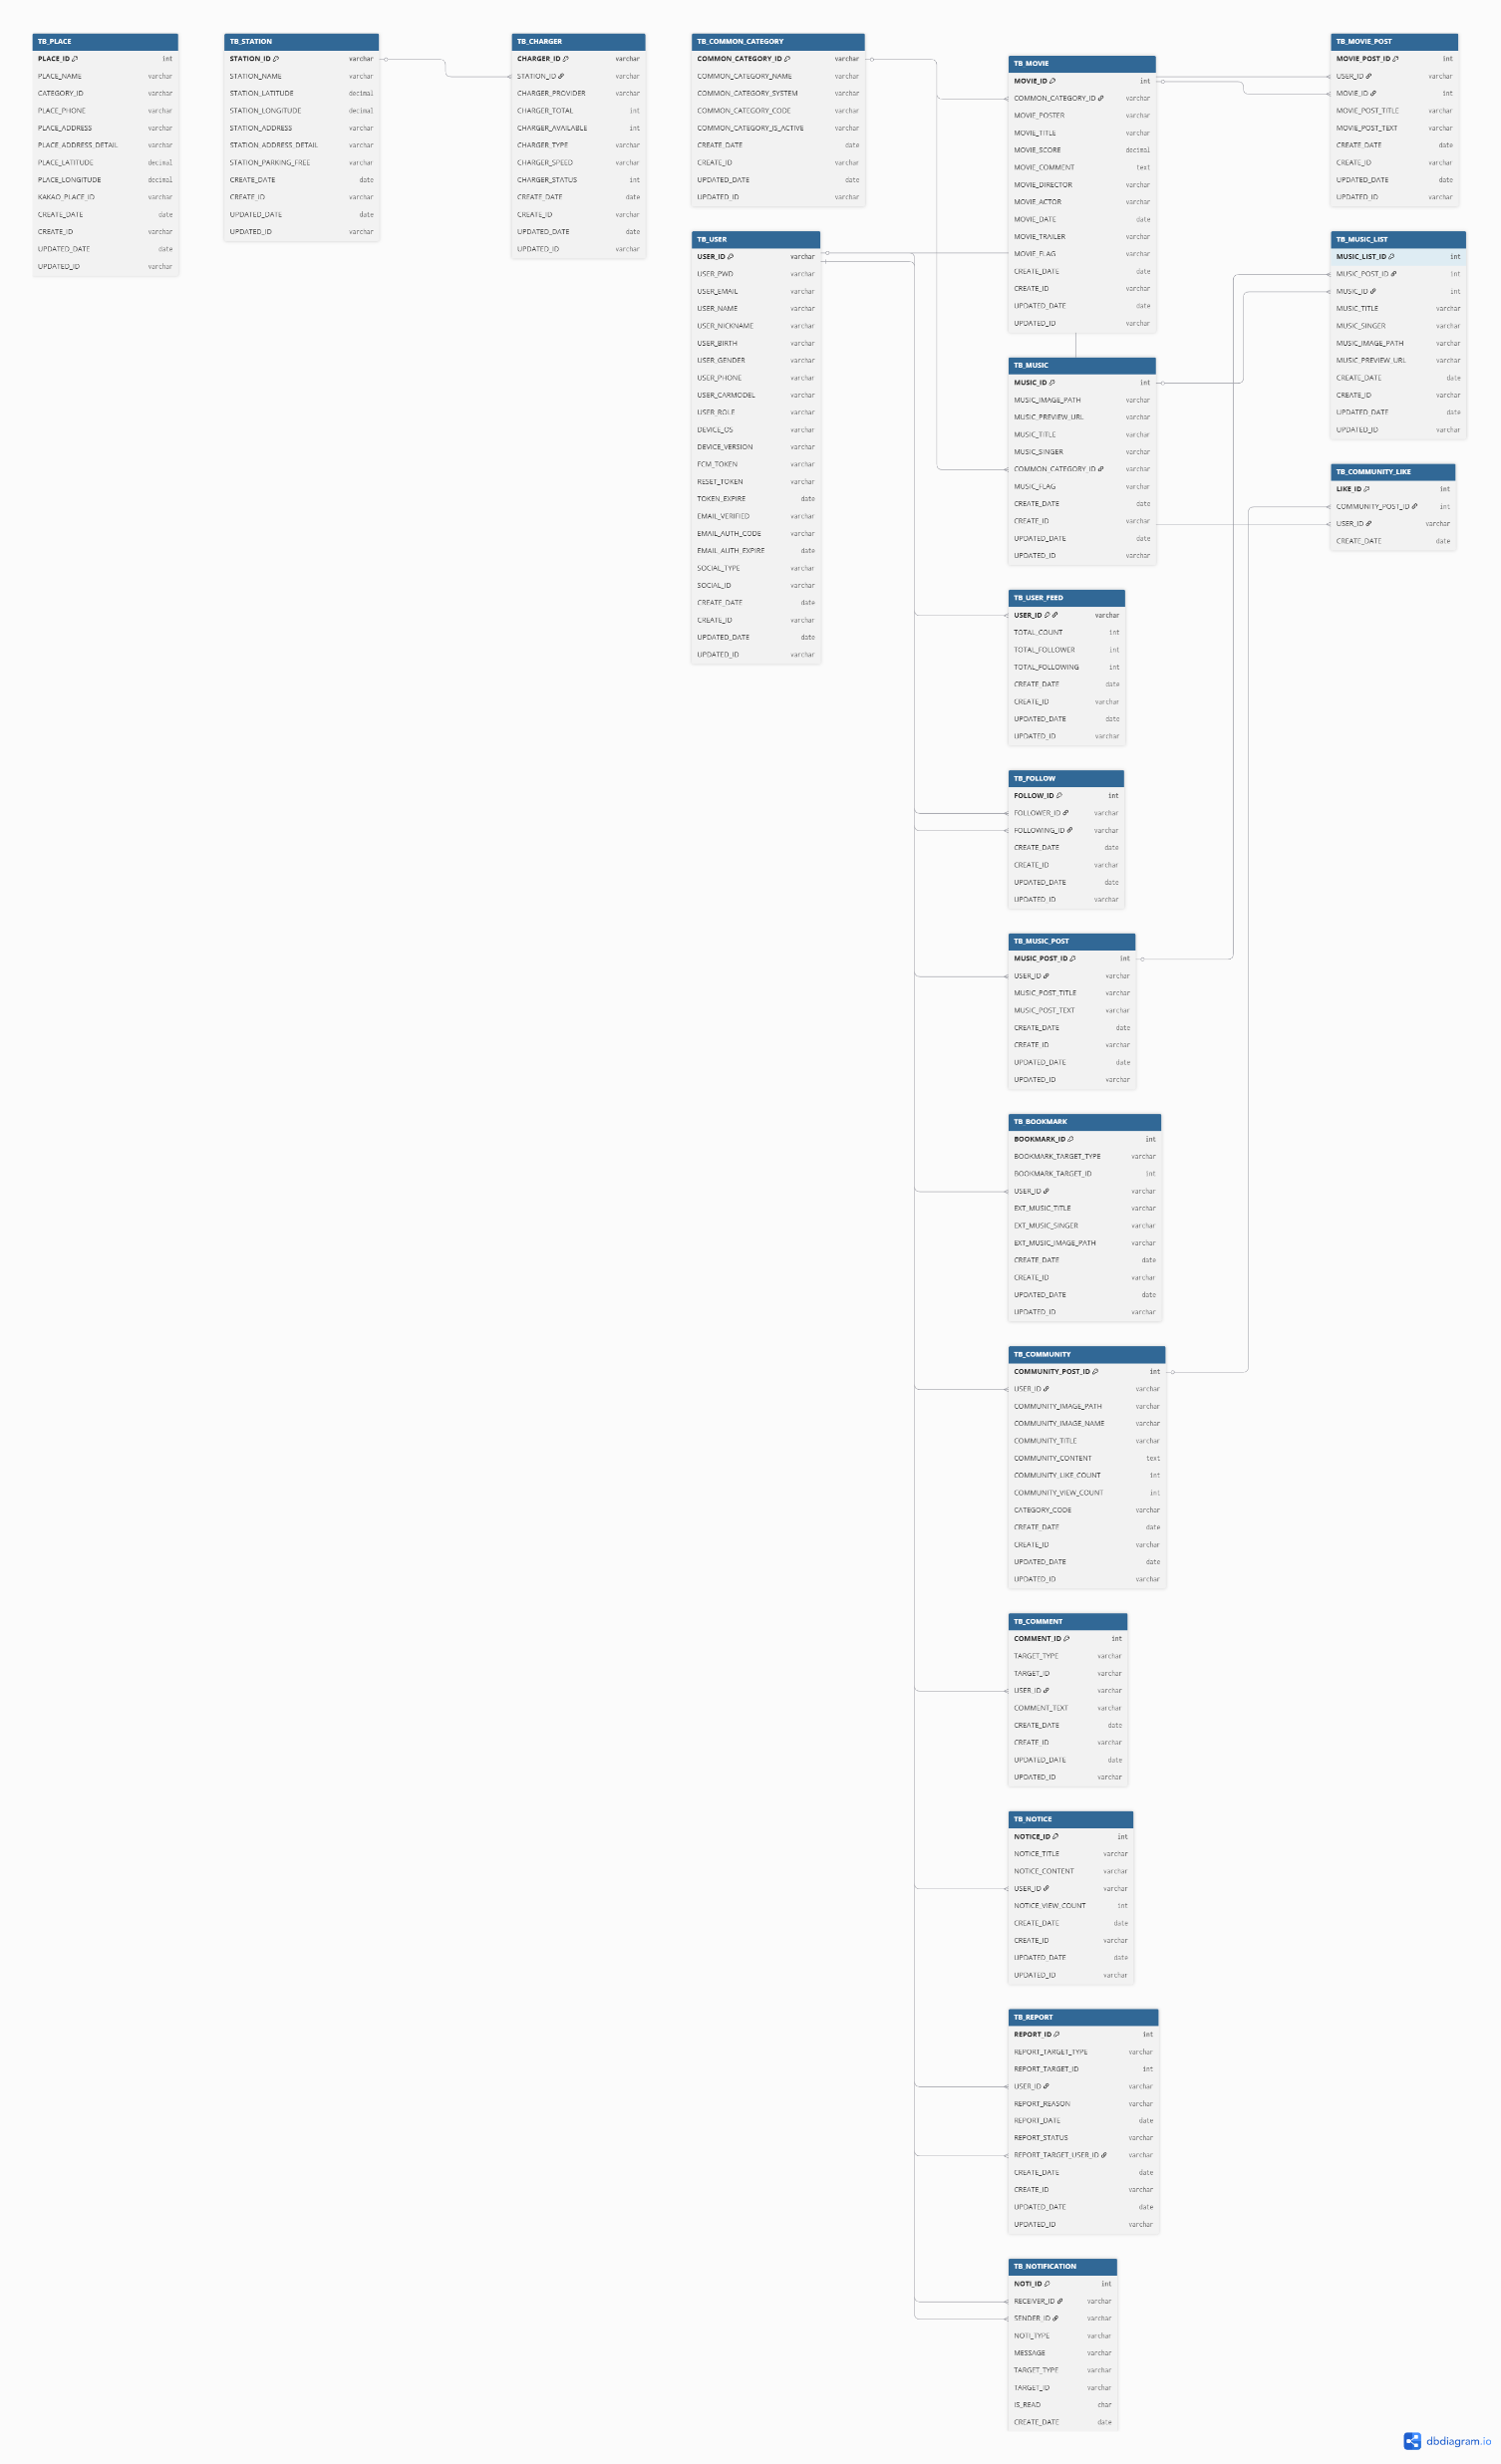 TB_PLACE
PLACE_ID int
PLACE_NAME varchar
CATEGORY_ID varchar
PLACE_PHONE varchar
PLACE_ADDRESS varchar
PLACE_ADDRESS_DETAIL varchar
PLACE_LATITUDE decimal
PLACE_LONGITUDE decimal
KAKAO_PLACE_ID varchar
CREATE_DATE date
CREATE_ID varchar
UPDATED_DATE date
UPDATED_ID varchar
TB_STATION
STATION_ID varchar
STATION_NAME varchar
STATION_LATITUDE decimal
STATION_LONGITUDE decimal
STATION_ADDRESS varchar
STATION_ADDRESS_DETAIL varchar
STATION_PARKING_FREE varchar
CREATE_DATE date
CREATE_ID varchar
UPDATED_DATE date
UPDATED_ID varchar
TB_CHARGER
CHARGER_ID varchar
STATION_ID varchar
CHARGER_PROVIDER varchar
CHARGER_TOTAL int
CHARGER_AVAILABLE int
CHARGER_TYPE varchar
CHARGER_SPEED varchar
CHARGER_STATUS int
CREATE_DATE date
CREATE_ID varchar
UPDATED_DATE date
UPDATED_ID varchar
TB_COMMON_CATEGORY
COMMON_CATEGORY_ID varchar
COMMON_CATEGORY_NAME varchar
COMMON_CATEGORY_SYSTEM varchar
COMMON_CATEGORY_CODE varchar
COMMON_CATEGORY_IS_ACTIVE varchar
CREATE_DATE date
CREATE_ID varchar
UPDATED_DATE date
UPDATED_ID varchar
TB_USER
USER_ID varchar
USER_PWD varchar
USER_EMAIL varchar
USER_NAME varchar
USER_NICKNAME varchar
USER_BIRTH varchar
USER_GENDER varchar
USER_PHONE varchar
USER_CARMODEL varchar
USER_ROLE varchar
DEVICE_OS varchar
DEVICE_VERSION varchar
FCM_TOKEN varchar
RESET_TOKEN varchar
TOKEN_EXPIRE date
EMAIL_VERIFIED varchar
EMAIL_AUTH_CODE varchar
EMAIL_AUTH_EXPIRE date
SOCIAL_TYPE varchar
SOCIAL_ID varchar
CREATE_DATE date
CREATE_ID varchar
UPDATED_DATE date
UPDATED_ID varchar
TB_MOVIE
MOVIE_ID int
COMMON_CATEGORY_ID varchar
MOVIE_POSTER varchar
MOVIE_TITLE varchar
MOVIE_SCORE decimal
MOVIE_COMMENT text
MOVIE_DIRECTOR varchar
MOVIE_ACTOR varchar
MOVIE_DATE date
MOVIE_TRAILER varchar
MOVIE_FLAG varchar
CREATE_DATE date
CREATE_ID varchar
UPDATED_DATE date
UPDATED_ID varchar
TB_MUSIC
MUSIC_ID int
MUSIC_IMAGE_PATH varchar
MUSIC_PREVIEW_URL varchar
MUSIC_TITLE varchar
MUSIC_SINGER varchar
COMMON_CATEGORY_ID varchar
MUSIC_FLAG varchar
CREATE_DATE date
CREATE_ID varchar
UPDATED_DATE date
UPDATED_ID varchar
TB_USER_FEED
USER_ID varchar
TOTAL_COUNT int
TOTAL_FOLLOWER int
TOTAL_FOLLOWING int
CREATE_DATE date
CREATE_ID varchar
UPDATED_DATE date
UPDATED_ID varchar
TB_FOLLOW
FOLLOW_ID int
FOLLOWER_ID varchar
FOLLOWING_ID varchar
CREATE_DATE date
CREATE_ID varchar
UPDATED_DATE date
UPDATED_ID varchar
TB_MUSIC_POST
MUSIC_POST_ID int
USER_ID varchar
MUSIC_POST_TITLE varchar
MUSIC_POST_TEXT varchar
CREATE_DATE date
CREATE_ID varchar
UPDATED_DATE date
UPDATED_ID varchar
TB_BOOKMARK
BOOKMARK_ID int
BOOKMARK_TARGET_TYPE varchar
BOOKMARK_TARGET_ID int
USER_ID varchar
EXT_MUSIC_TITLE varchar
EXT_MUSIC_SINGER varchar
EXT_MUSIC_IMAGE_PATH varchar
CREATE_DATE date
CREATE_ID varchar
UPDATED_DATE date
UPDATED_ID varchar
TB_COMMUNITY
COMMUNITY_POST_ID int
USER_ID varchar
COMMUNITY_IMAGE_PATH varchar
COMMUNITY_IMAGE_NAME varchar
COMMUNITY_TITLE varchar
COMMUNITY_CONTENT text
COMMUNITY_LIKE_COUNT int
COMMUNITY_VIEW_COUNT int
CATEGORY_CODE varchar
CREATE_DATE date
CREATE_ID varchar
UPDATED_DATE date
UPDATED_ID varchar
TB_COMMENT
COMMENT_ID int
TARGET_TYPE varchar
TARGET_ID varchar
USER_ID varchar
COMMENT_TEXT varchar
CREATE_DATE date
CREATE_ID varchar
UPDATED_DATE date
UPDATED_ID varchar
TB_NOTICE
NOTICE_ID int
NOTICE_TITLE varchar
NOTICE_CONTENT varchar
USER_ID varchar
NOTICE_VIEW_COUNT int
CREATE_DATE date
CREATE_ID varchar
UPDATED_DATE date
UPDATED_ID varchar
TB_REPORT
REPORT_ID int
REPORT_TARGET_TYPE varchar
REPORT_TARGET_ID int
USER_ID varchar
REPORT_REASON varchar
REPORT_DATE date
REPORT_STATUS varchar
REPORT_TARGET_USER_ID varchar
CREATE_DATE date
CREATE_ID varchar
UPDATED_DATE date
UPDATED_ID varchar
TB_NOTIFICATION
NOTI_ID int
RECEIVER_ID varchar
SENDER_ID varchar
NOTI_TYPE varchar
MESSAGE varchar
TARGET_TYPE varchar
TARGET_ID varchar
IS_READ char
CREATE_DATE date
TB_MOVIE_POST
MOVIE_POST_ID int
USER_ID varchar
MOVIE_ID int
MOVIE_POST_TITLE varchar
MOVIE_POST_TEXT varchar
CREATE_DATE date
CREATE_ID varchar
UPDATED_DATE date
UPDATED_ID varchar
TB_MUSIC_LIST
MUSIC_LIST_ID int
MUSIC_POST_ID int
MUSIC_ID int
MUSIC_TITLE varchar
MUSIC_SINGER varchar
MUSIC_IMAGE_PATH varchar
MUSIC_PREVIEW_URL varchar
CREATE_DATE date
CREATE_ID varchar
UPDATED_DATE date
UPDATED_ID varchar
TB_COMMUNITY_LIKE
LIKE_ID int
COMMUNITY_POST_ID int
USER_ID varchar
CREATE_DATE date
dbdiagram.io